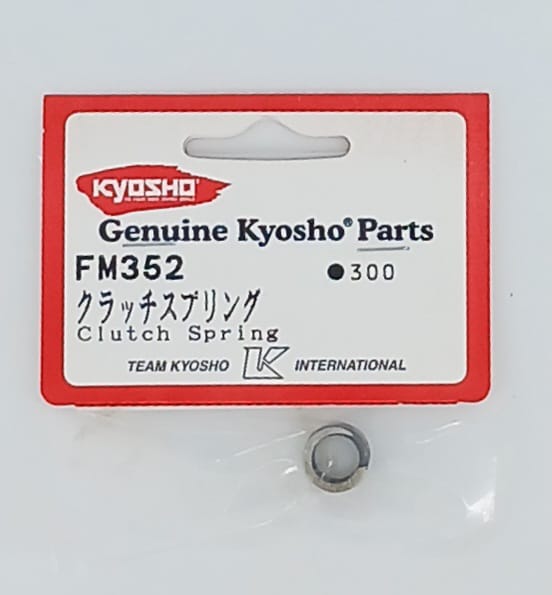 KYOSHO
Genuine Kyosho® Parts
FM352 ●300
クラッチスプリング
Clutch Spring
TEAM KYOSHO K INTERNATIONAL